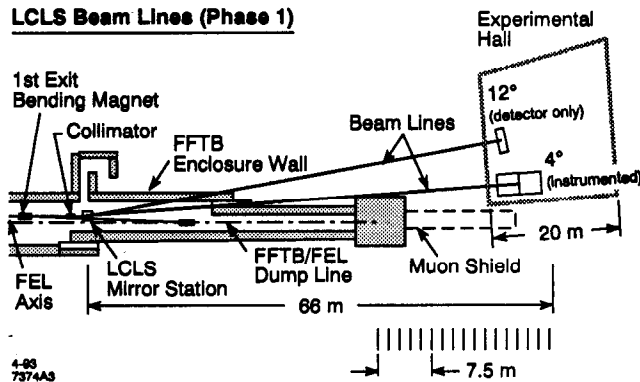 LCLS Beam Lines (Phase 1)
Experimental
Hall
1st Exit
Bending Magnet
Collimator
FFTB
Enclosure Wall
Beam Lines
12°
(detector only)
4°
(instrumented)
FEL
Axis
LCLS
Mirror Station
FFTB/FEL
Dump Line
Muon Shield
20 m
66 m
7.5 m
4-93
7374A3